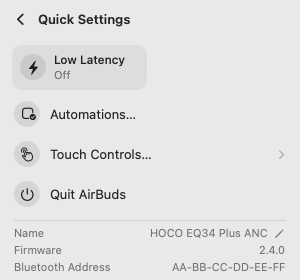 Quick Settings
Low Latency
Off
Automations...
Touch Controls...
Quit AirBuds
Name HOCO EQ34 Plus ANC
Firmware 2.4.0
Bluetooth Address AA-BB-CC-DD-EE-FF